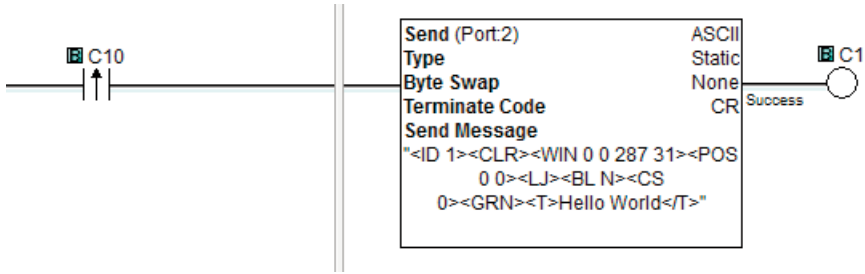 Send (Port:2) ASCII
B C10
Type Static
B C1
Byte Swap None
Success
Terminate Code CR
Send Message
"<ID 1><CLR><WIN 0 0 287 31><POS
0 0><LJ><BL N><CS
0><GRN><T>Hello World</T>"